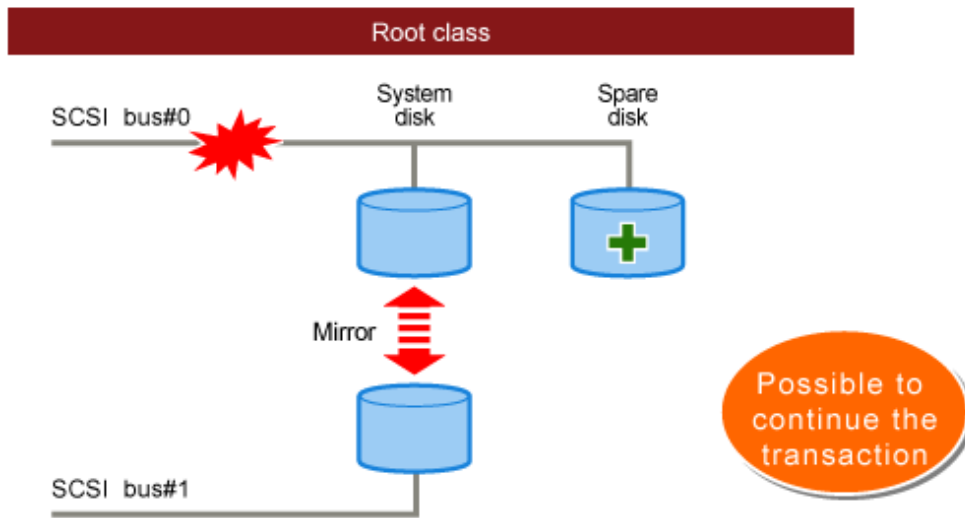 Root class
SCSI bus#0
System
disk
Spare
disk
Mirror
Possible to
continue the
transaction
SCSI bus#1